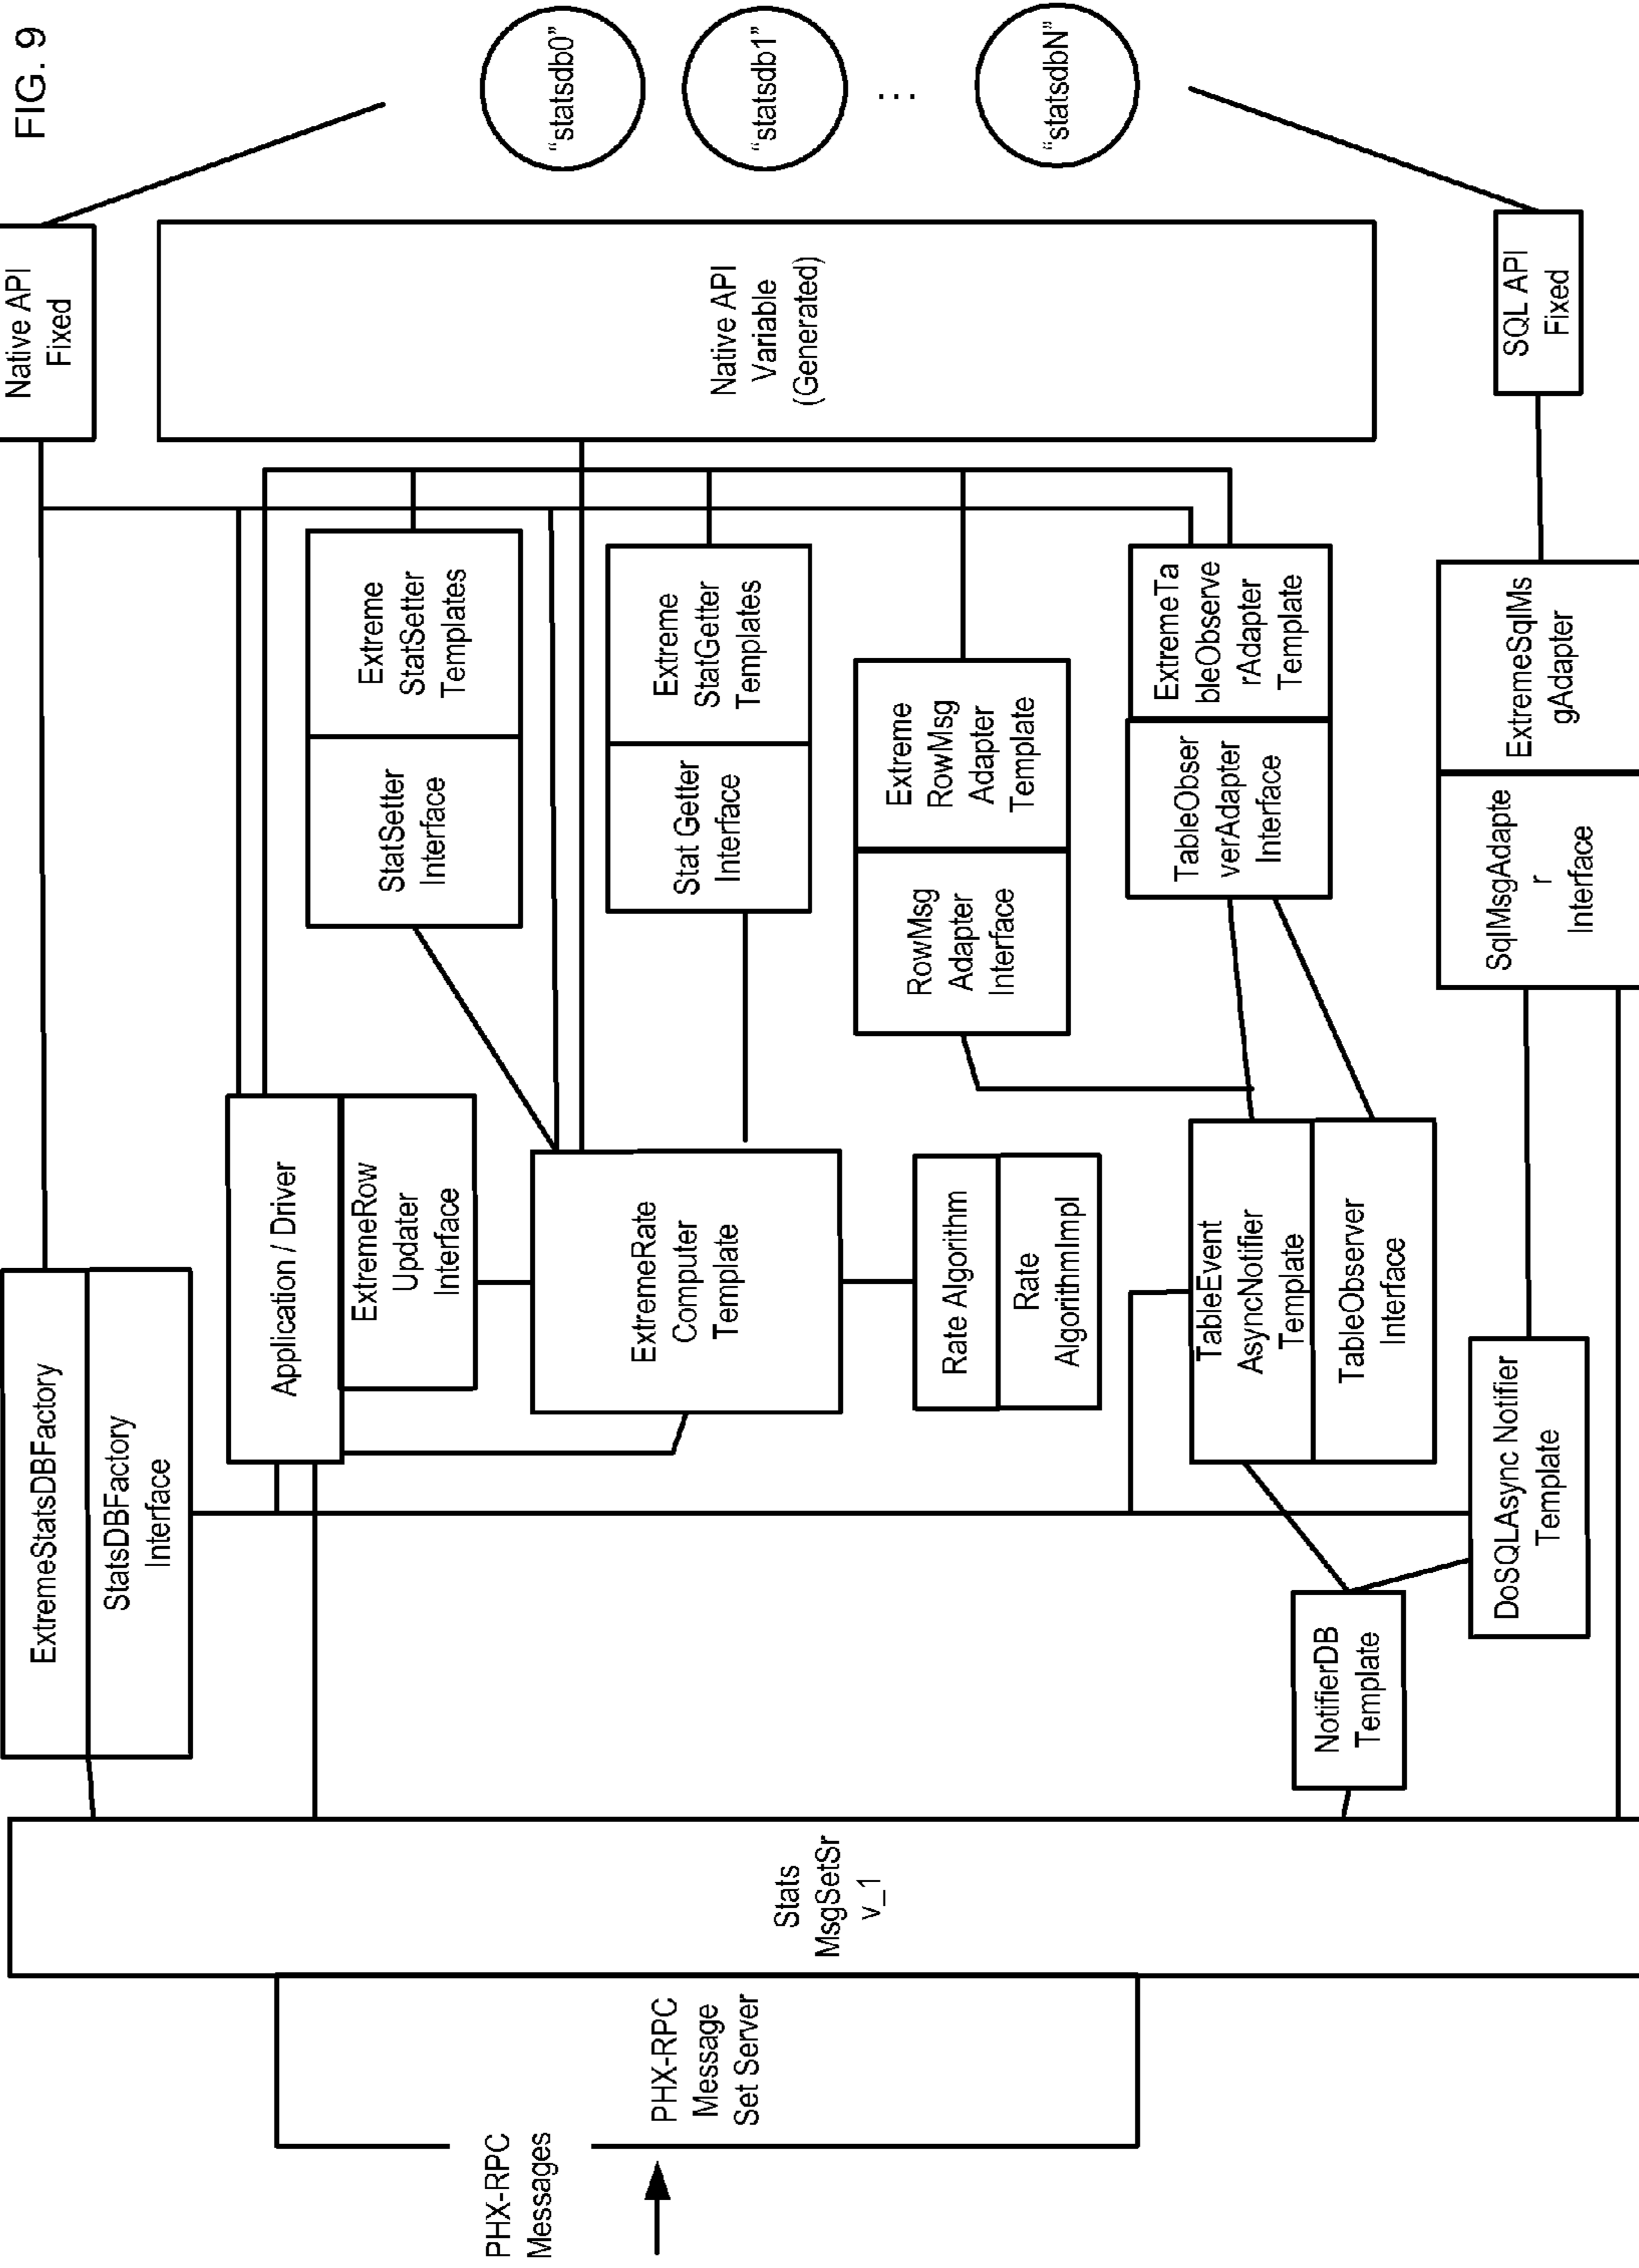 FIG. 9
Native API
Fixed
Native API
Variable
(Generated)
SQL API
Fixed
“statsdb0”
“statsdb1”
...
“statsdbN”
Extreme
StatSetter
Templates
StatSetter
Interface
Extreme
StatGetter
Templates
Stat Getter
Interface
Extreme
RowMsg
Adapter
Template
RowMsg
Adapter
Interface
ExtremeTa
bleObserve
rAdapter
Template
TableObser
verAdapter
Interface
ExtremeSqlMs
gAdapter
SqlMsgAdapte
r
Interface
ExtremeStatsDBFactory
StatsDBFactory
Interface
Application / Driver
ExtremeRow
Updater
Interface
ExtremeRate
Computer
Template
Rate Algorithm
Rate
AlgorithmImpl
TableEvent
AsyncNotifier
Template
TableObserver
Interface
DoSQLAsync Notifier
Template
NotifierDB
Template
Stats
MsgSetSr
v_1
PHX-RPC
Message
Set Server
PHX-RPC
Messages